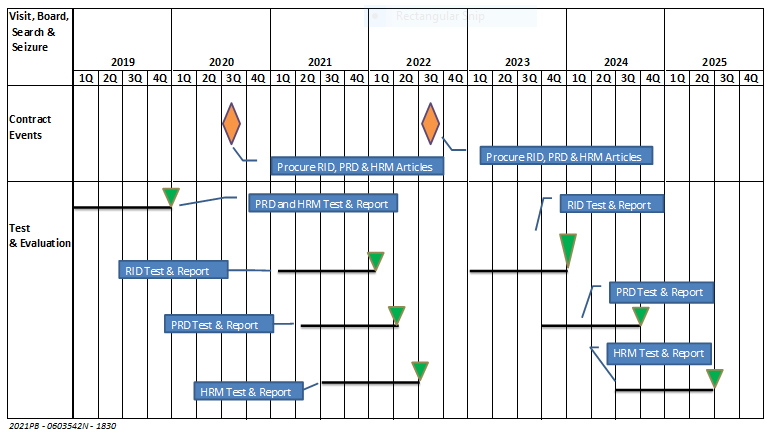 Rectangular Snip
Visit, Board,
Search &
Seizure
2019 2020 2021 2022 2023 2024 2025
1Q 2Q 3Q 4Q 1Q 2Q 3Q 4Q 1Q 2Q 3Q 4Q 1Q 2Q 3Q 4Q 1Q 2Q 3Q 4Q 1Q 2Q 3Q 4Q 1Q 2Q 3Q 4Q
Contract
Events
Procure RID, PRD & HRM Articles
Procure RID, PRD & HRM Articles
Test
& Evaluation
PRD and HRM Test & Report
RID Test & Report
RID Test & Report
PRD Test & Report
PRD Test & Report
HRM Test & Report
HRM Test & Report
2021PB - 0603542N - 1830